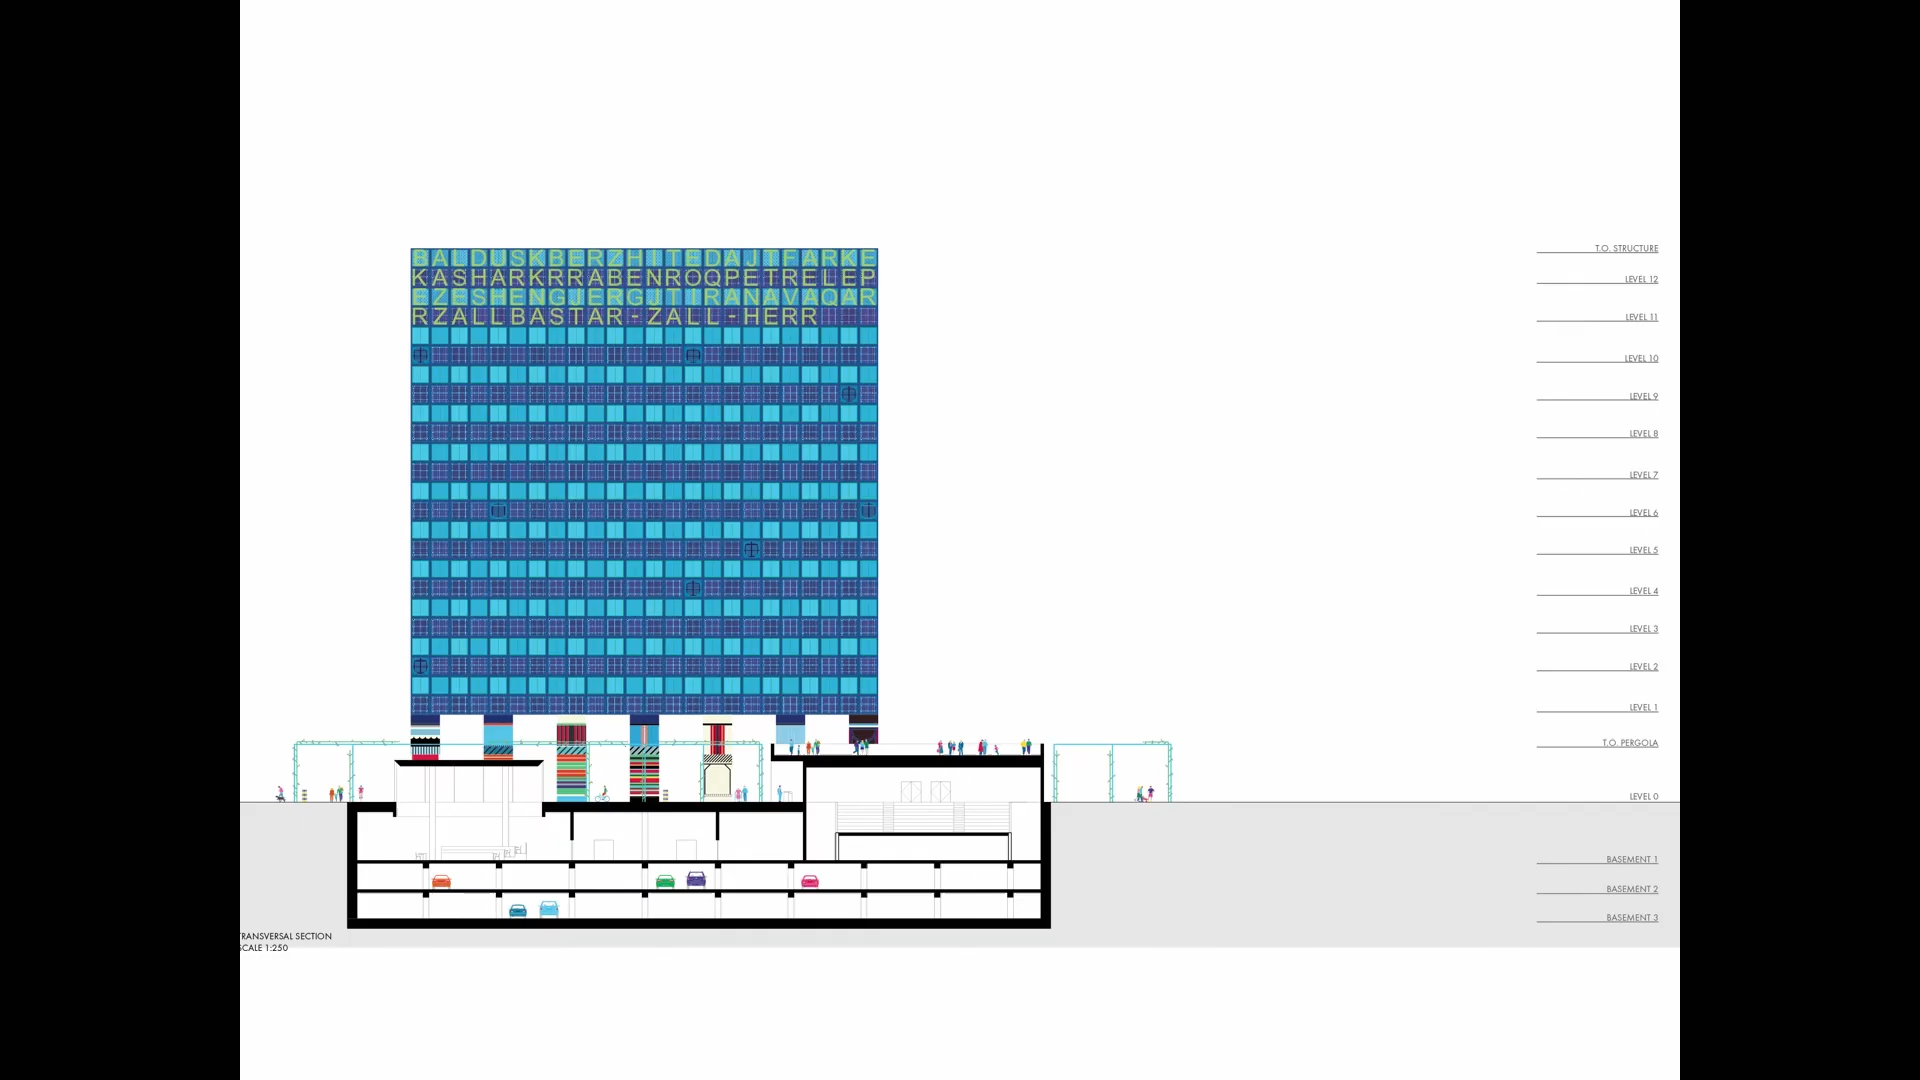 BALDUSKBERZHITEDAJTFARKE
KASHARKRRABENROQPETRELEP
EZESHENGJERGJTIRANAVAQAR
RZALLBASTAR-ZALL-HERR
T.O. STRUCTURE
LEVEL 12
LEVEL 11
LEVEL 10
LEVEL 9
LEVEL 8
LEVEL 7
LEVEL 6
LEVEL 5
LEVEL 4
LEVEL 3
LEVEL 2
LEVEL 1
T.O. PERGOLA
LEVEL 0
BASEMENT 1
BASEMENT 2
BASEMENT 3
TRANSVERSAL SECTION
SCALE 1:250